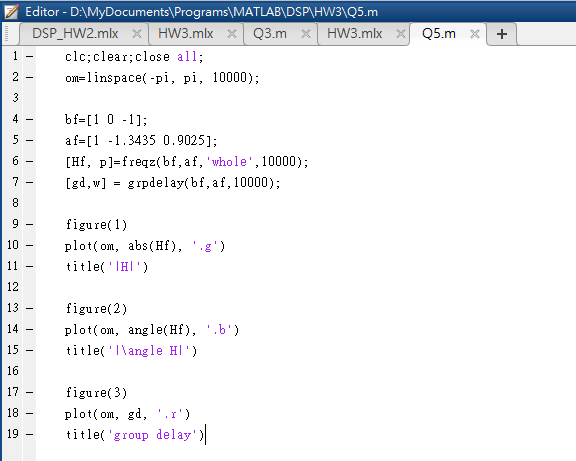 Editor - D:\MyDocuments\Programs\MATLAB\DSP\HW3\Q5.m
DSP_HW2.mlx HW3.mlx Q3.m HW3.mlx Q5.m
1 - clc;clear;close all;
2 - om=linspace(-pi, pi, 10000);
3
4 - bf=[1 0 -1];
5 - af=[1 -1.3435 0.9025];
6 - [Hf, p]=freqz(bf,af,'whole',10000);
7 - [gd,w] = grpdelay(bf,af,10000);
8
9 - figure(1)
10 - plot(om, abs(Hf), '.g')
11 - title('|H|')
12
13 - figure(2)
14 - plot(om, angle(Hf), '.b')
15 - title('|\angle H|')
16
17 - figure(3)
18 - plot(om, gd, '.r')
19 - title('group delay')